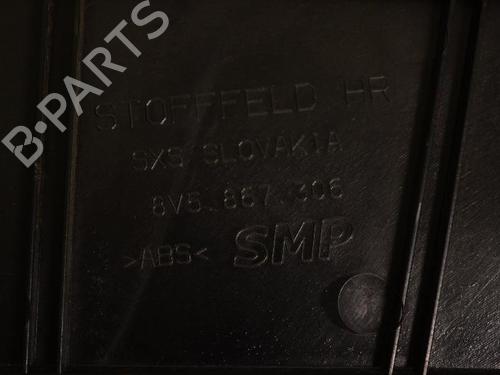 B-PARTS
STOFFFELD HR
SXS SLOVAKIA
8V5.867.306
>ABS< SMP